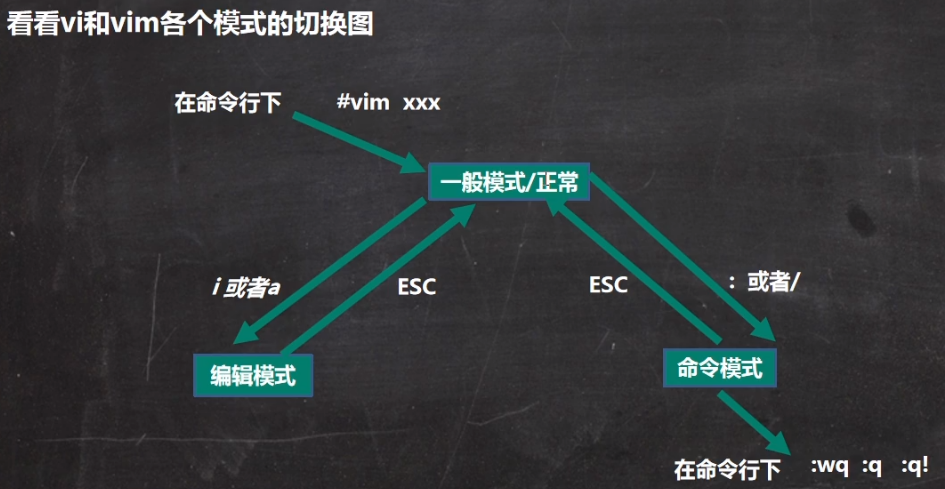 看看vi和vim各个模式的切换图
在命令行下 #vim xxx
一般模式/正常
i 或者a
ESC
ESC
: 或者/
编辑模式
命令模式
在命令行下 :wq :q :q!